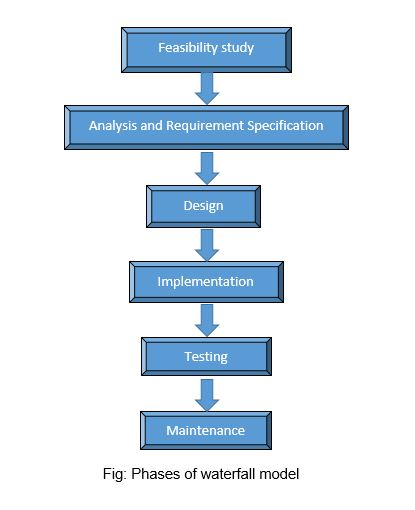 Feasibility study
Analysis and Requirement Specification
Design
Implementation
Testing
Maintenance
Fig: Phases of waterfall model